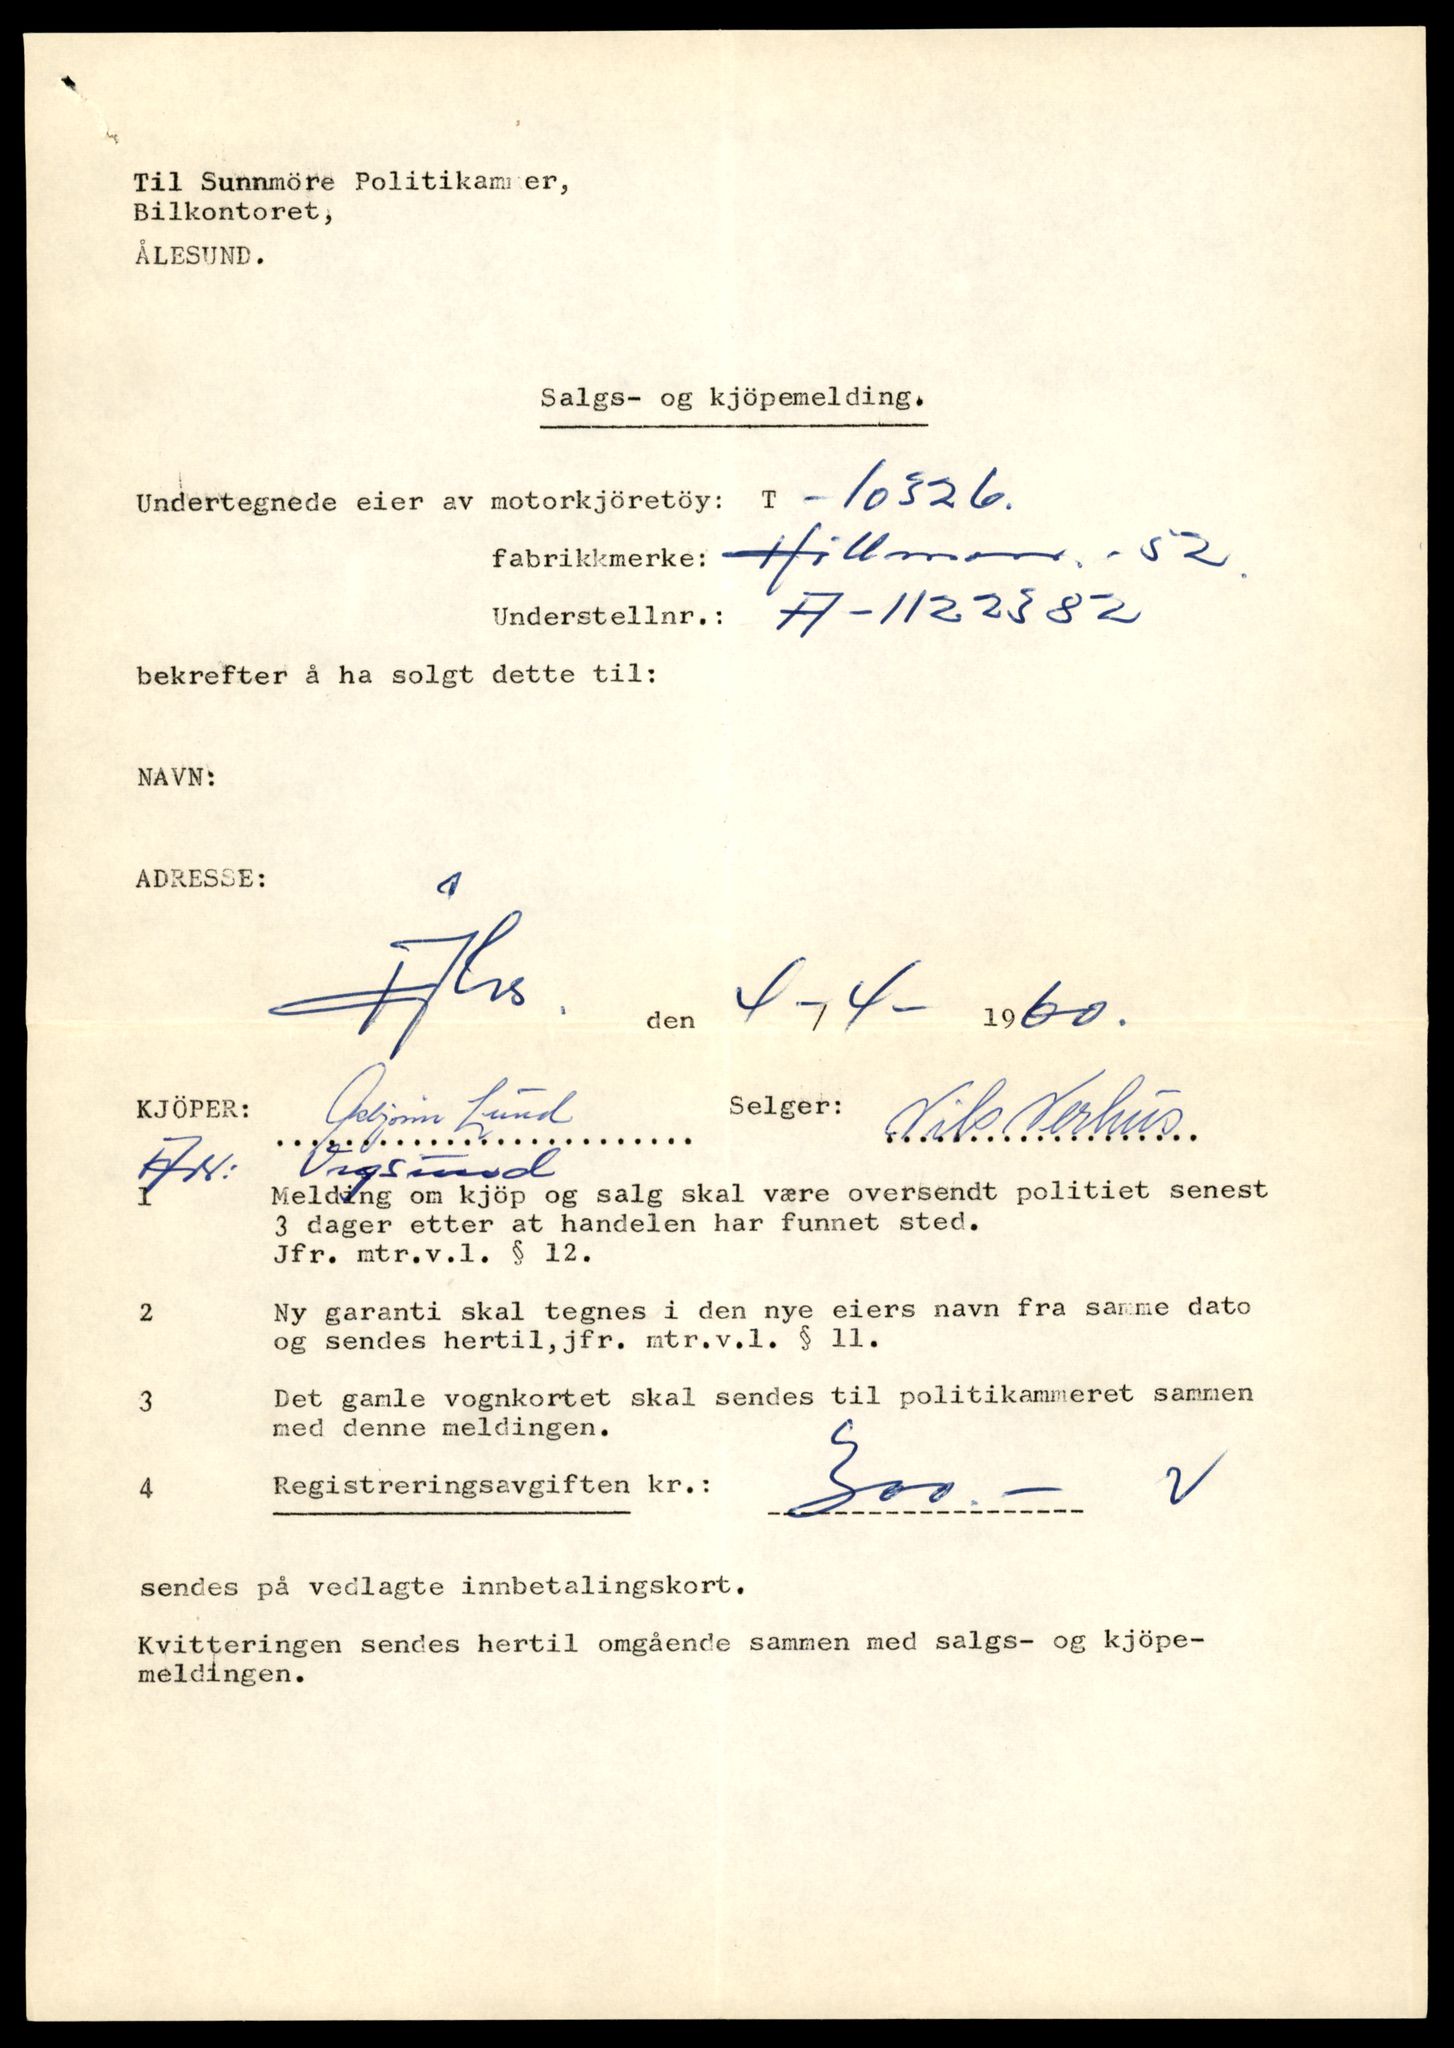 Til Sunnmöre Politikammer,
Bilkontoret,
ÅLESUND.
Salgs- og kjöpemelding.
Undertegnede eier av motorkjöretöy: T - 10326.
fabrikkmerke: Hillman. - 52.
Understellnr.: A - 1122382
bekrefter å ha solgt dette til:
NAVN:
ADRESSE:
den 4 - 4 - 1960.
KJÖPER: Lund Selger: Nils Verhus
Adr:
1 Melding om kjöp og salg skal være oversendt politiet senest
3 dager etter at handelen har funnet sted.
Jfr. mtr.v.l. § 12.
2 Ny garanti skal tegnes i den nye eiers navn fra samme dato
og sendes hertil,jfr. mtr.v.l. § 11.
3 Det gamle vognkortet skal sendes til politikammeret sammen
med denne meldingen.
4 Registreringsavgiften kr.: 300.- V
sendes på vedlagte innbetalingskort.
Kvitteringen sendes hertil omgående sammen med salgs- og kjöpe-
meldingen.